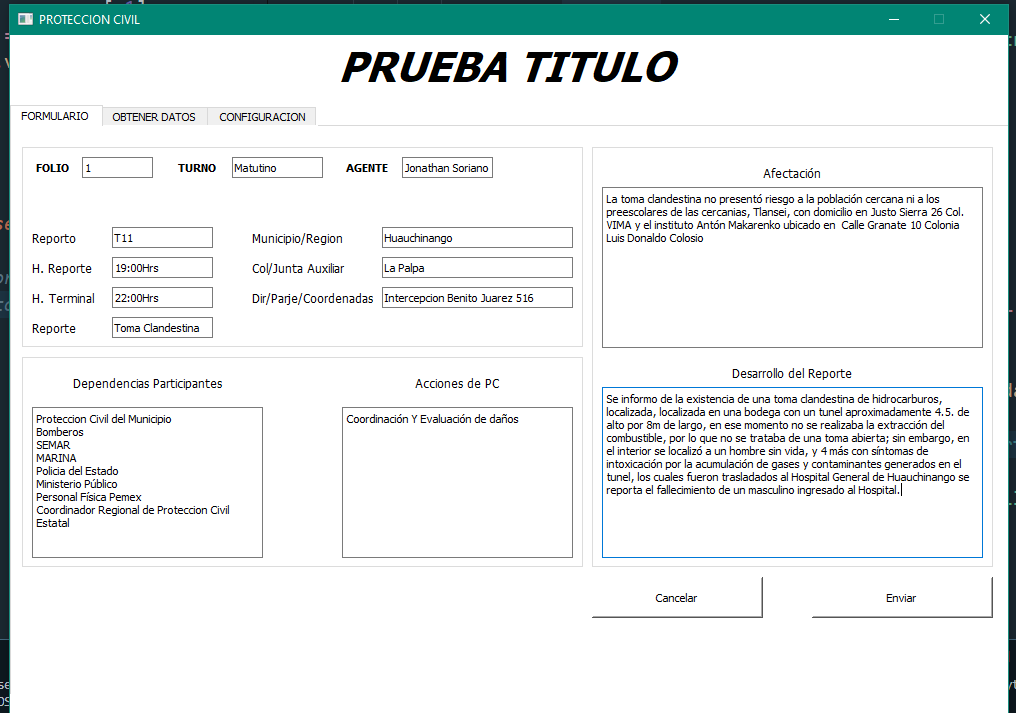 PROTECCION CIVIL
PRUEBA TITULO
FORMULARIO OBTENER DATOS CONFIGURACION
FOLIO 1 TURNO Matutino AGENTE Jonathan Soriano
Reporto T11 Municipio/Region Huauchinango
H. Reporte 19:00Hrs Col/Junta Auxiliar La Palpa
H. Terminal 22:00Hrs Dir/Parje/Coordenadas Intercepcion Benito Juarez 516
Reporte Toma Clandestina
Dependencias Participantes
Proteccion Civil del Municipio
Bomberos
SEMAR
MARINA
Policia del Estado
Ministerio Público
Personal Física Pemex
Coordinador Regional de Proteccion Civil
Estatal
Acciones de PC
Coordinación Y Evaluación de daños
Afectación
La toma clandestina no presentó riesgo a la población cercana ni a los
preescolares de las cercanias, Tlansei, con domicilio en Justo Sierra 26 Col.
VIMA y el instituto Antón Makarenko ubicado en  Calle Granate 10 Colonia
Luis Donaldo Colosio
Desarrollo del Reporte
Se informo de la existencia de una toma clandestina de hidrocarburos,
localizada, localizada en una bodega con un tunel aproximadamente 4.5. de
alto por 8m de largo, en ese momento no se realizaba la extracción del
combustible, por lo que no se trataba de una toma abierta; sin embargo, en
el interior se localizó a un hombre sin vida, y 4 más con síntomas de
intoxicación por la acumulación de gases y contaminantes generados en el
tunel, los cuales fueron trasladados al Hospital General de Huauchinango se
reporta el fallecimiento de un masculino ingresado al Hospital.
Cancelar Enviar